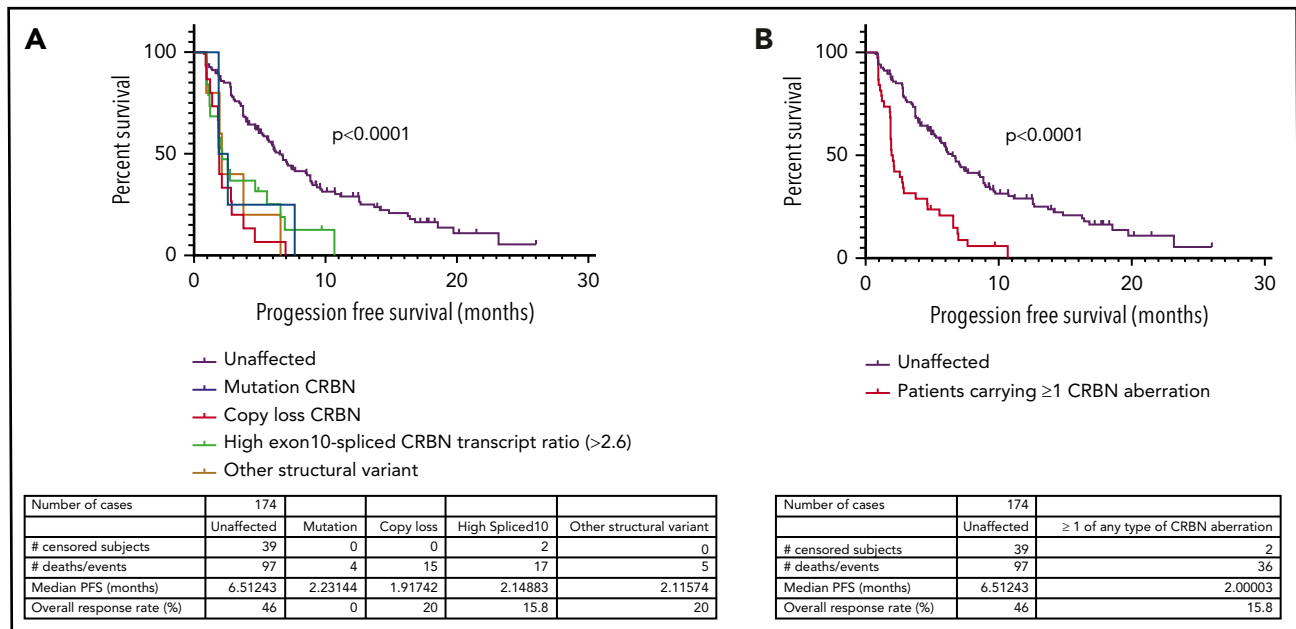 A
Percent survival
100
50
0
p<0.0001
0 10 20 30
Progession free survival (months)
Unaffected
Mutation CRBN
Copy loss CRBN
High exon10-spliced CRBN transcript ratio (>2.6)
Other structural variant
Number of cases 174
Unaffected Mutation Copy loss High Spliced10 Other structural variant
# censored subjects 39 0 0 2 0
# deaths/events 97 4 15 17 5
Median PFS (months) 6.51243 2.23144 1.91742 2.14883 2.11574
Overall response rate (%) 46 0 20 15.8 20
B
Percent survival
100
50
0
p<0.0001
0 10 20 30
Progession free survival (months)
Unaffected
Patients carrying ≥1 CRBN aberration
Number of cases 174
Unaffected ≥ 1 of any type of CRBN aberration
# censored subjects 39 2
# deaths/events 97 36
Median PFS (months) 6.51243 2.00003
Overall response rate (%) 46 15.8